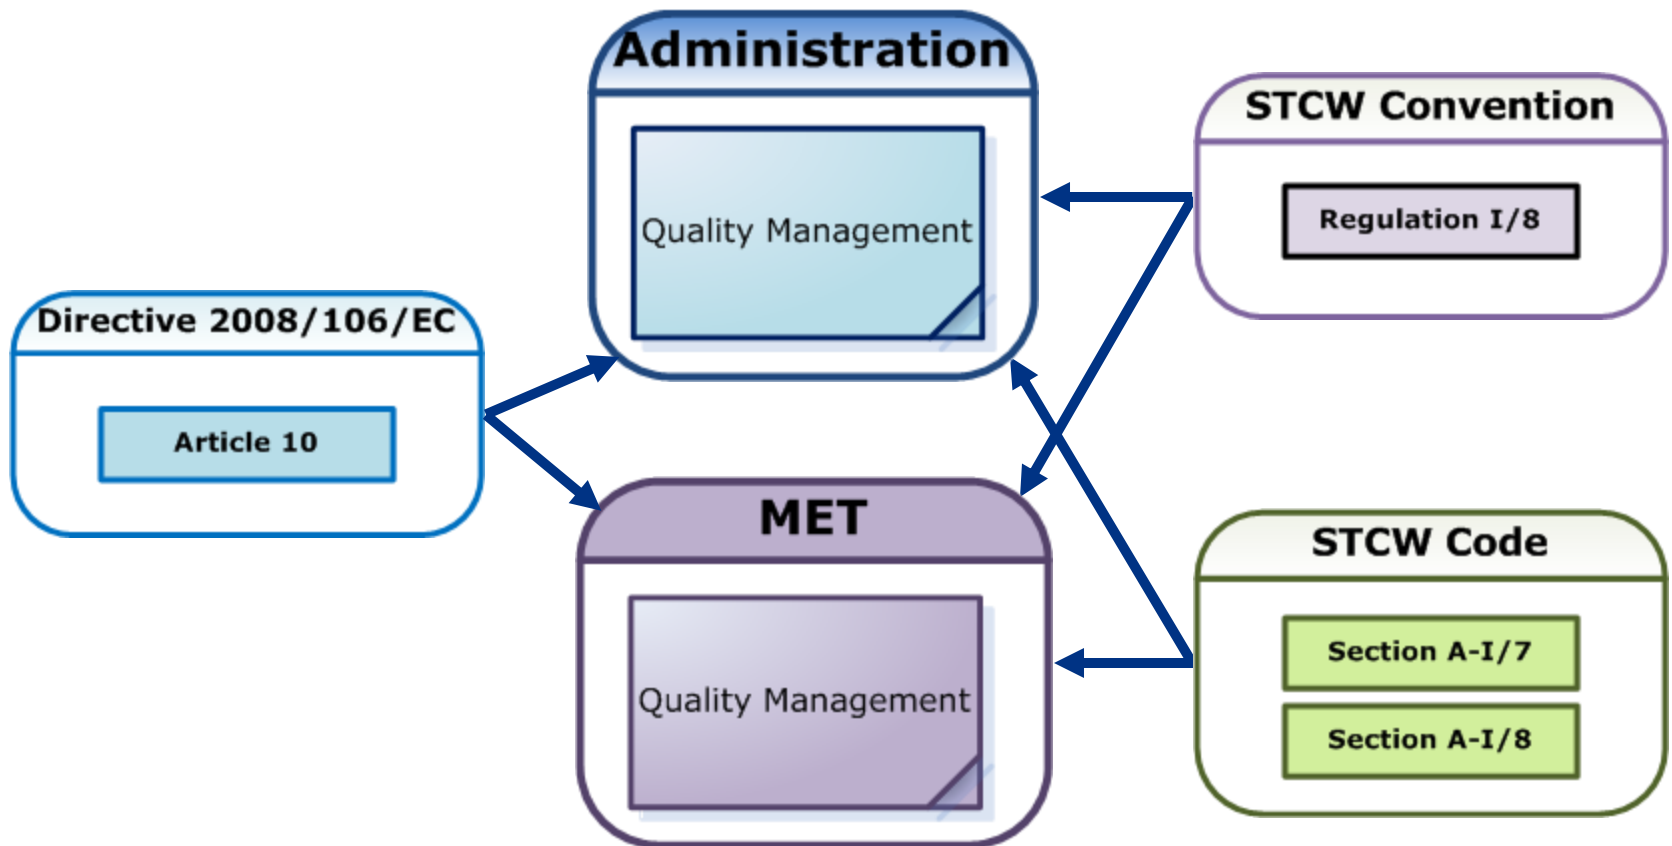 Administration
Quality Management
STCW Convention
Regulation I/8
Directive 2008/106/EC
Article 10
MET
Quality Management
STCW Code
Section A-I/7
Section A-I/8